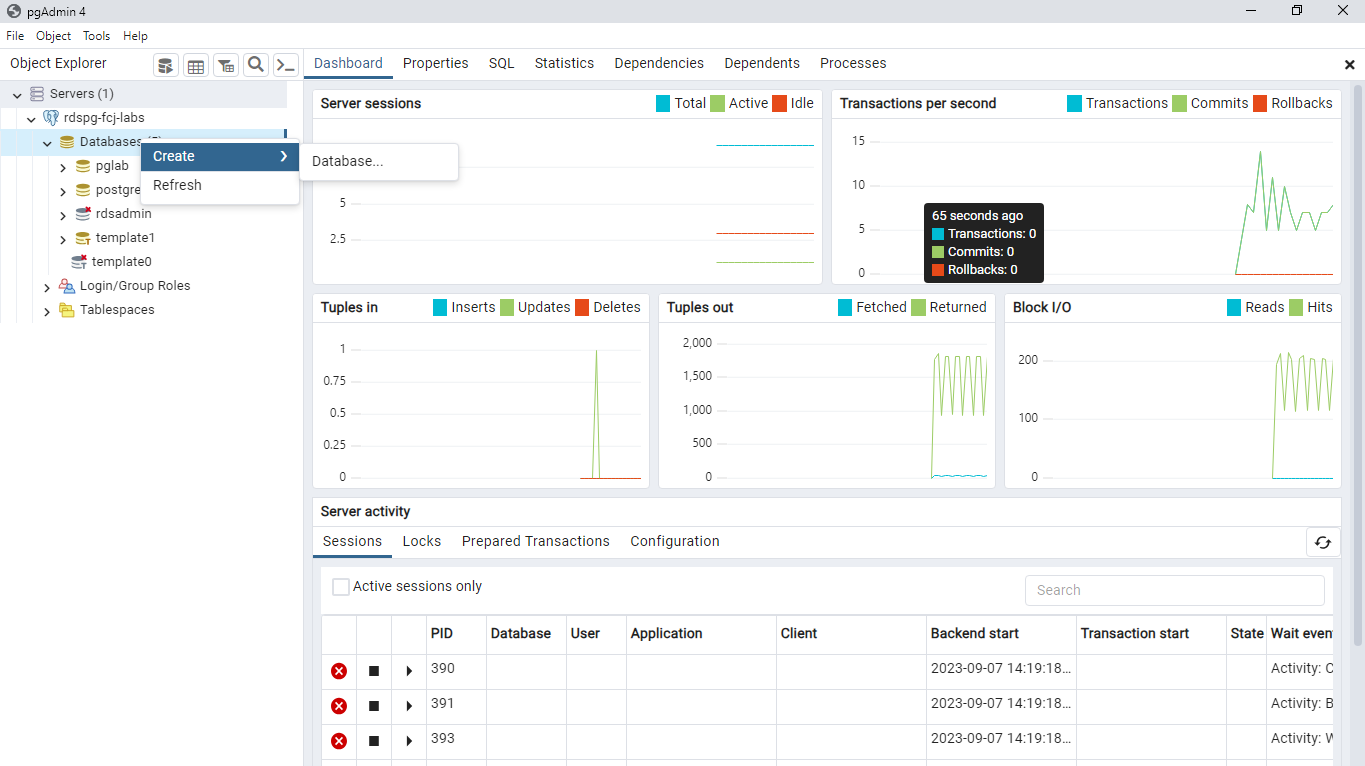 pgAdmin 4
File Object Tools Help
Object Explorer
Dashboard Properties SQL Statistics Dependencies Dependents Processes
Servers (1)
rdspg-fcj-labs
Databases
Create
Database...
Refresh
pglab
postgre
rdsadmin
template1
template0
Login/Group Roles
Tablespaces
Server sessions
Total Active Idle
5
2.5
Transactions per second
Transactions Commits Rollbacks
15
10
5
0
65 seconds ago
Transactions: 0
Commits: 0
Rollbacks: 0
Tuples in
Inserts Updates Deletes
1
0.75
0.5
0.25
0
Tuples out
Fetched Returned
2,000
1,500
1,000
500
0
Block I/O
Reads Hits
200
100
0
Server activity
Sessions Locks Prepared Transactions Configuration
Active sessions only
Search
PID Database User Application Client Backend start Transaction start State Wait even
390 2023-09-07 14:19:18... Activity: C
391 2023-09-07 14:19:18... Activity: B
393 2023-09-07 14:19:18... Activity: W